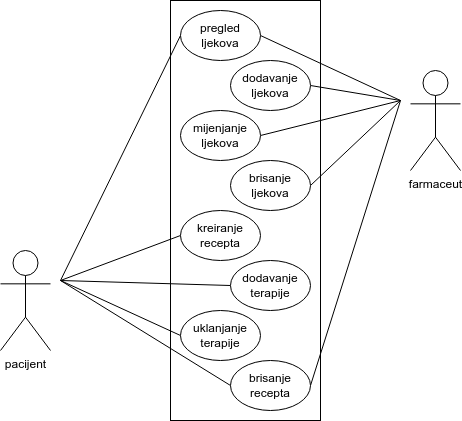 pregled
ljekova
dodavanje
ljekova
mijenjanje
ljekova
brisanje
ljekova
farmaceut
kreiranje
recepta
dodavanje
terapije
uklanjanje
terapije
pacijent
brisanje
recepta